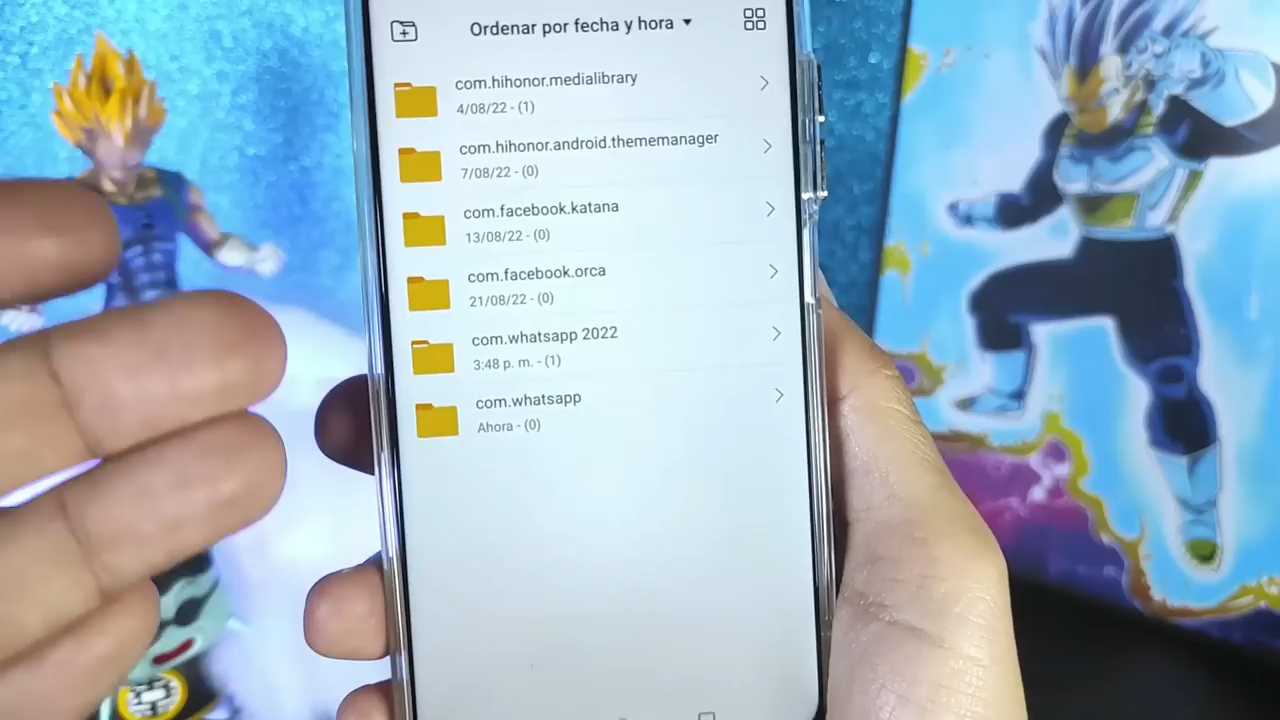 Ordenar por fecha y hora
com.hihonor.medialibrary
4/08/22 - (1)
com.hihonor.android.thememanager
7/08/22 - (0)
com.facebook.katana
13/08/22 - (0)
com.facebook.orca
21/08/22 - (0)
com.whatsapp 2022
3:48 p. m. - (1)
com.whatsapp
Ahora - (0)